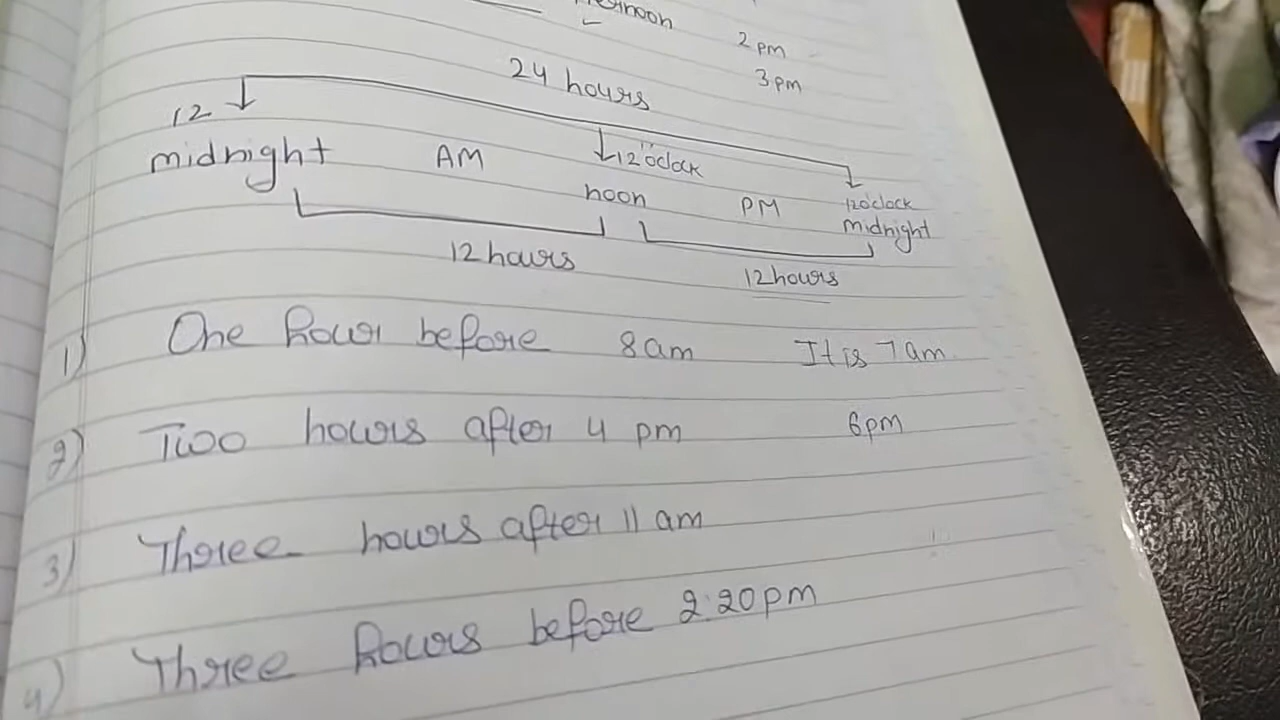 2 pm
3 pm
24 hours
12
midnight AM 12 o'clock
noon PM 12 o'clock
midnight
12 hours 12 hours
1) One hour before 8 am It is 7 am
2) Two hours after 4 pm 6 pm
3) Three hours after 11 am
4) Three hours before 2:20 pm